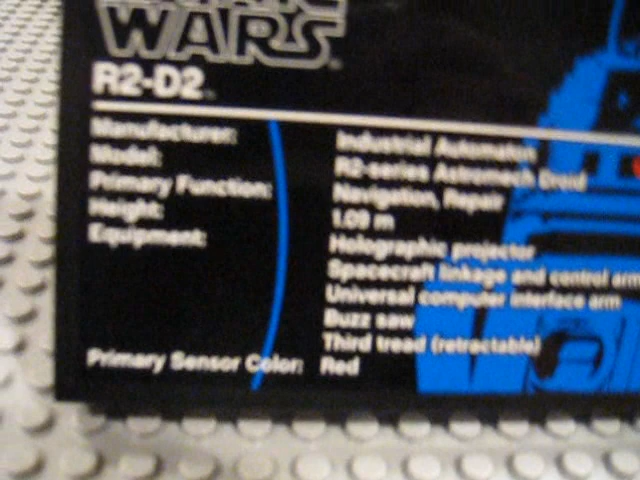 WARS
R2-D2
Manufacturer: Industrial Automaton
Model: R2-series Astromech Droid
Primary Function: Navigation, Repair
Height: 1.09 m
Equipment: Holographic projector
Spacecraft linkage and control arm
Universal computer interface arm
Buzz saw
Third tread (retractable)
Primary Sensor Color: Red